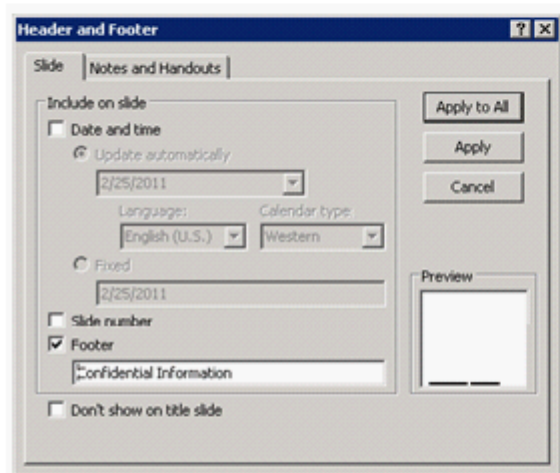 Header and Footer
Slide
Notes and Handouts
Include on slide
Date and time
Update automatically
2/25/2011
Language:
Calendar type
English (U.S.)
Western
Fixed
2/25/2011
Slide number
Footer
Confidential Information
Don't show on title slide
Apply to All
Apply
Cancel
Preview